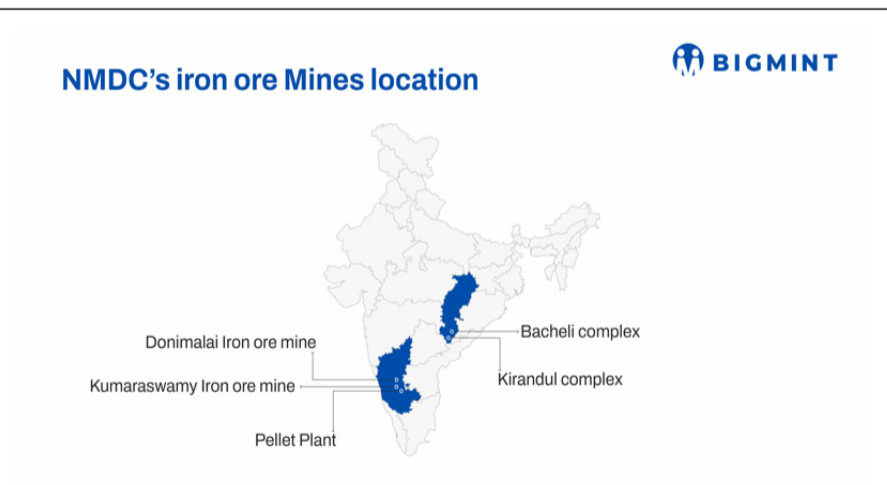 NMDC's iron ore Mines location
BIGMINT
Donimalai Iron ore mine
Bacheli complex
Kumaraswamy Iron ore mine
Kirandul complex
Pellet Plant